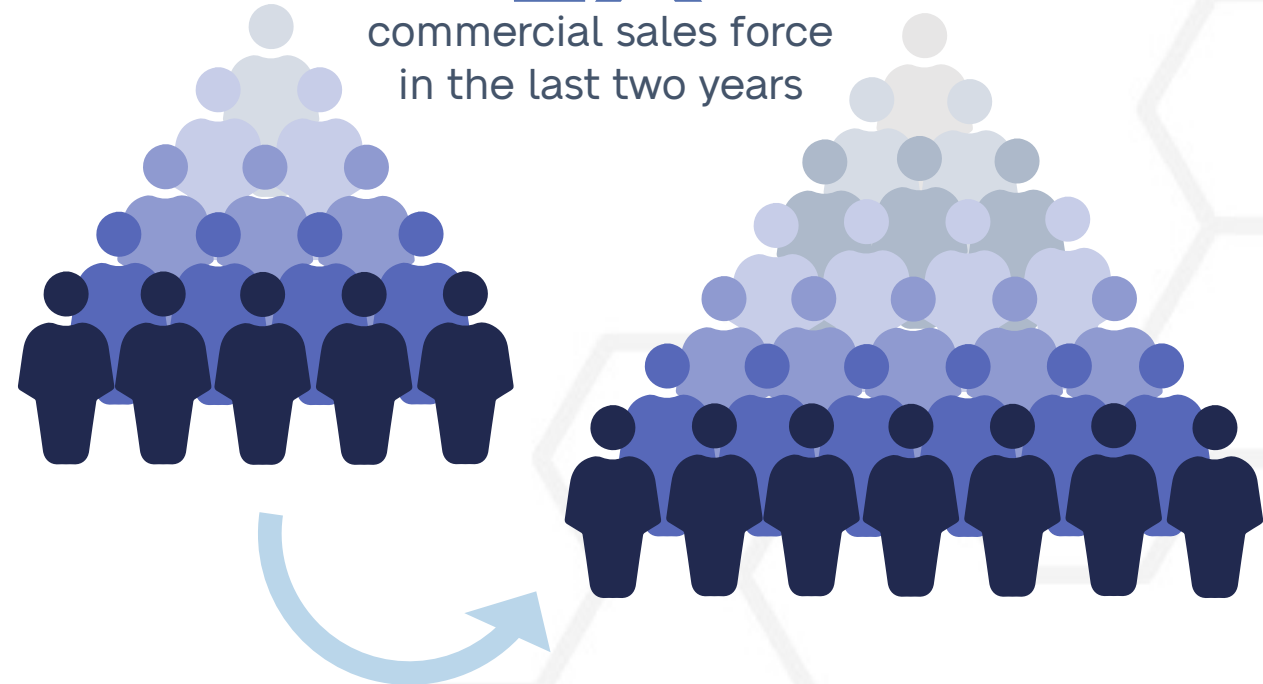 commercial sales force
in the last two years